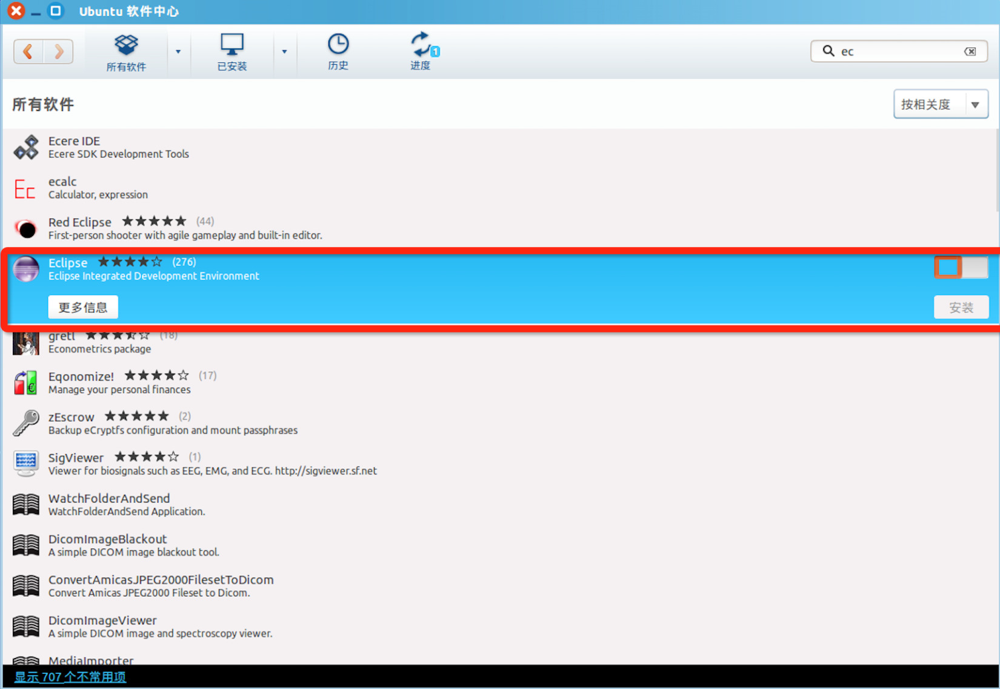 Ubuntu 软件中心
所有软件
已安装
历史
进度
1
ec
所有软件
按相关度
Ecere IDE
Ecere SDK Development Tools
Ec
ecalc
Calculator, expression
Red Eclipse (44)
First-person shooter with agile gameplay and built-in editor.
Eclipse (276)
Eclipse Integrated Development Environment
更多信息
安装
gretl (18)
Econometrics package
Eqonomize! (17)
Manage your personal finances
zEscrow (2)
Backup eCryptfs configuration and mount passphrases
SigViewer (1)
Viewer for biosignals such as EEG, EMG, and ECG. http://sigviewer.sf.net
WatchFolderAndSend
WatchFolderAndSend Application.
DicomImageBlackout
A simple DICOM image blackout tool.
ConvertAmicasJPEG2000FilesetToDicom
Convert Amicas JPEG2000 Fileset to Dicom.
DicomImageViewer
A simple DICOM image and spectroscopy viewer.
MediaImporter
显示 707 个不常用项